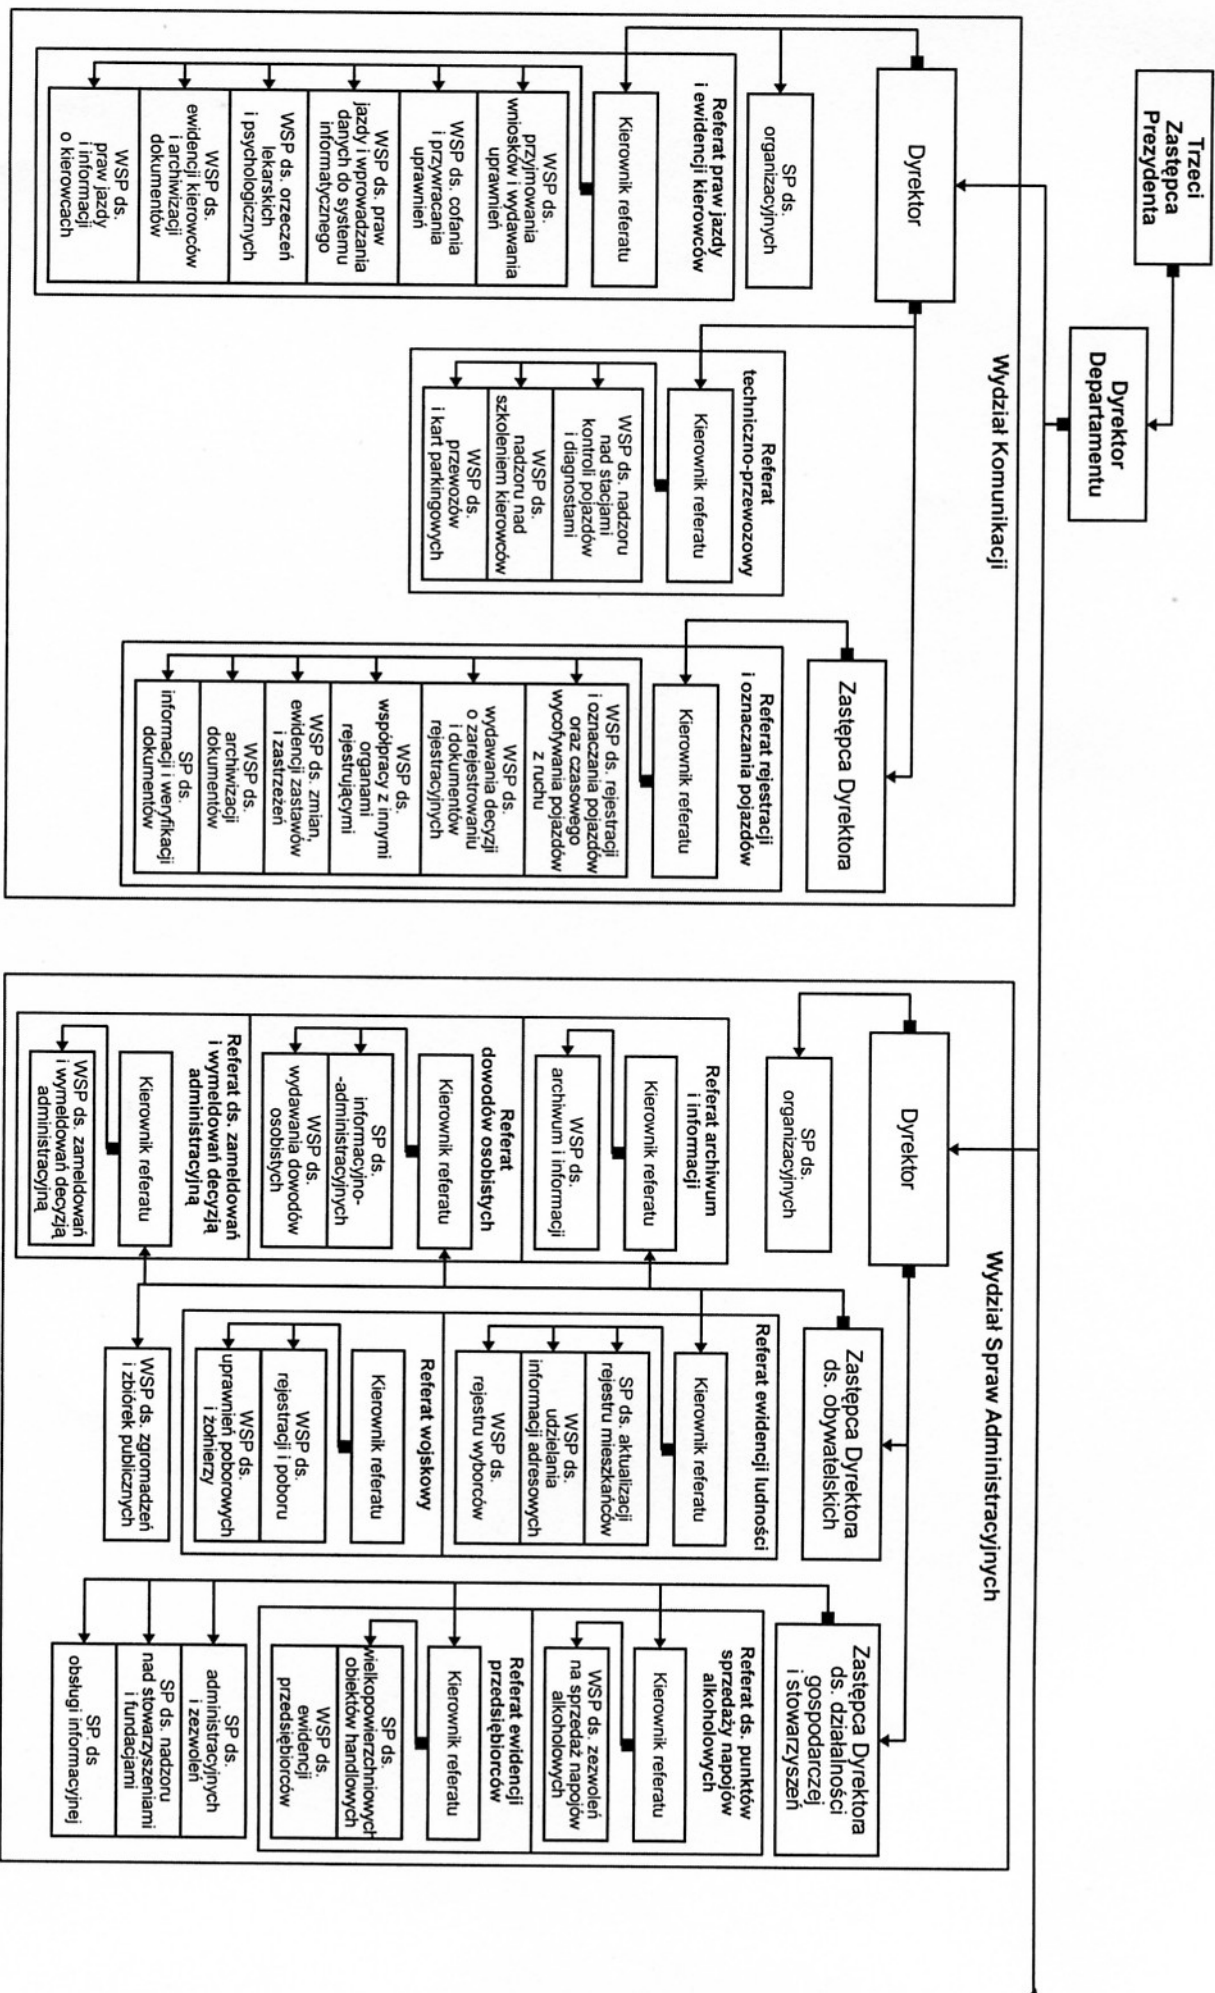 Trzeci
Zastępca
Prezydenta
Dyrektor
Departamentu
Wydział Komunikacji
Dyrektor
SP ds.
organizacyjnych
Referat praw jazdy
i ewidencji kierowców
Kierownik referatu
WSP ds.
przyjmowania
wniosków i wydawania
uprawnień
WSP ds. cofania
i przywracania
uprawnień
WSP ds. praw
jazdy i wprowadzania
danych do systemu
informatycznego
WSP ds. orzeczeń
lekarskich
i psychologicznych
WSP ds.
ewidencji kierowców
i archiwizacji
dokumentów
WSP ds.
praw jazdy
i informacji
o kierowcach
Referat
techniczno-przewozowy
Kierownik referatu
WSP ds. nadzoru
nad stacjami
kontroli pojazdów
i diagnostami
WSP ds.
nadzoru nad
szkoleniem kierowców
WSP ds.
przewozów
i kart parkingowych
Zastępca Dyrektora
Referat rejestracji
i oznaczania pojazdów
Kierownik referatu
WSP ds. rejestracji
i oznaczania pojazdów
oraz czasowego
wycofywania pojazdów
z ruchu
WSP ds.
wydawania decyzji
o zarejestrowaniu
i dokumentów
rejestracyjnych
WSP ds.
współpracy z innymi
organami
rejestrującymi
WSP ds. zmian,
ewidencji zastawów
i zastrzeżeń
WSP ds.
archiwizacji
dokumentów
SP ds.
informacji i weryfikacji
dokumentów
Wydział Spraw Administracyjnych
Dyrektor
SP ds.
organizacyjnych
Referat archiwum
i informacji
Kierownik referatu
WSP ds.
archiwum i informacji
Referat
dowodów osobistych
Kierownik referatu
SP ds.
informacyjno-
-administracyjnych
WSP ds.
wydawania dowodów
osobistych
Referat ds. zameldowań
i wymeldowań decyzją
administracyjną
Kierownik referatu
WSP ds. zameldowań
i wymeldowań decyzją
administracyjną
Zastępca Dyrektora
ds. obywatelskich
Referat ewidencji ludności
Kierownik referatu
SP ds. aktualizacji
rejestru mieszkańców
WSP ds.
udzielania
informacji adresowych
WSP ds.
rejestru wyborców
Referat wojskowy
Kierownik referatu
WSP ds.
rejestracji i poboru
WSP ds.
uprawnień poborowych
i żołnierzy
WSP ds. zgromadzeń
i zbiórek publicznych
Zastępca Dyrektora
ds. działalności
gospodarczej
i stowarzyszeń
Referat ds. punktów
sprzedaży napojów
alkoholowych
Kierownik referatu
WSP ds. zezwoleń
na sprzedaż napojów
alkoholowych
Referat ewidencji
przedsiębiorców
Kierownik referatu
SP ds.
wielkopowierzchniowych
obiektów handlowych
WSP ds.
ewidencji
przedsiębiorców
SP ds.
administracyjnych
i zezwoleń
SP ds. nadzoru
nad stowarzyszeniami
i fundacjami
SP. ds
obsługi informacyjnej